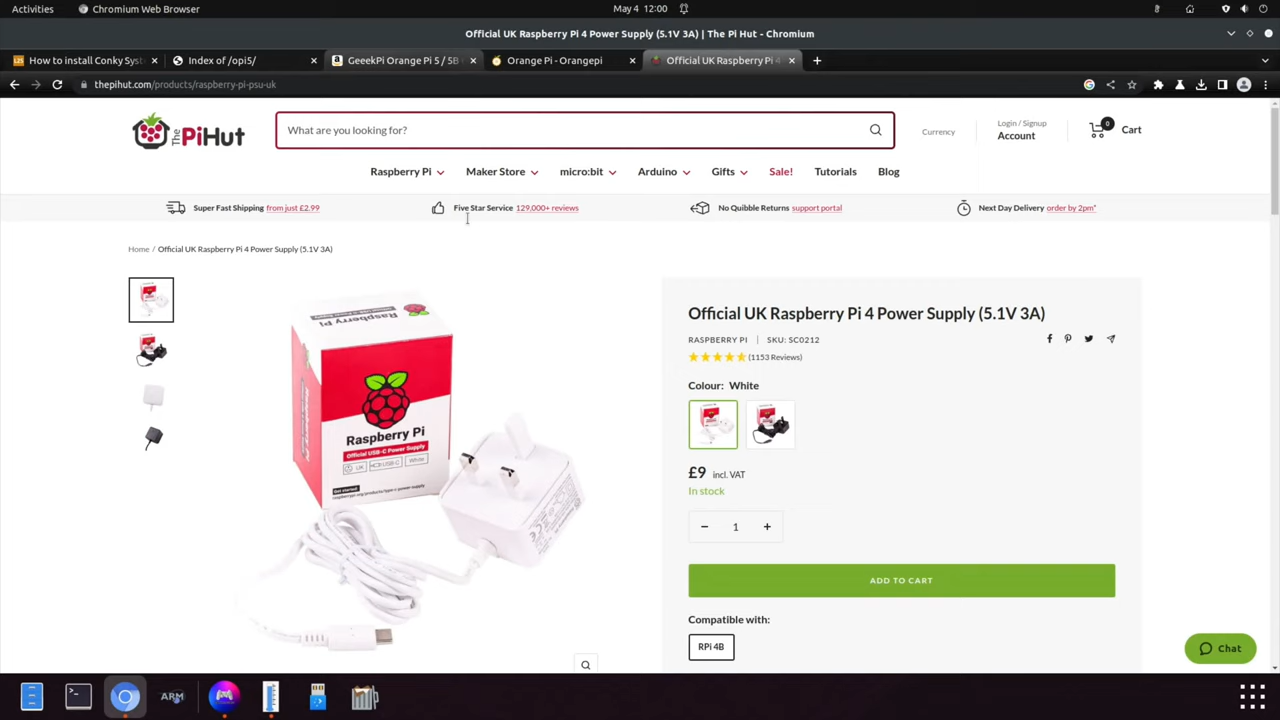 Activities
Chromium Web Browser
May 4 12:00
Official UK Raspberry Pi 4 Power Supply (5.1V 3A) | The Pi Hut - Chromium
How to install Conky Syst
Index of /opi5/
GeeekPi Orange Pi 5 / 5B
Orange Pi - Orangepi
Official UK Raspberry Pi 4
thepihut.com/products/raspberry-pi-psu-uk
The PiHut
What are you looking for?
Currency
Login / Signup
Account
0
Cart
Raspberry Pi
Maker Store
micro:bit
Arduino
Gifts
Sale!
Tutorials
Blog
Super Fast Shipping from just £2.99
Five Star Service 129,000+ reviews
No Quibble Returns support portal
Next Day Delivery order by 2pm*
Home / Official UK Raspberry Pi 4 Power Supply (5.1V 3A)
Raspberry Pi
Raspberry Pi
Official USB-C Power Supply
UK
White
Official UK Raspberry Pi 4 Power Supply (5.1V 3A)
RASPBERRY PI | SKU: SC0212
(1153 Reviews)
Colour: White
£9 incl. VAT
In stock
1
ADD TO CART
Compatible with:
RPi 4B
Chat
ARM